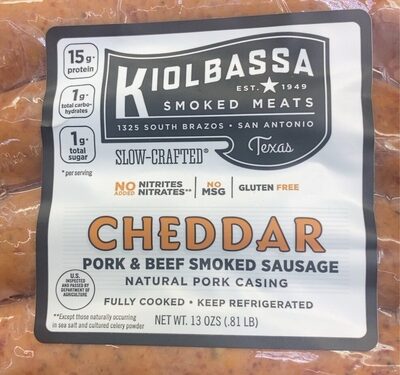 15 g*
protein
1 g*
total carbo-
hydrates
1 g*
total
sugar
*per serving
KIOLBASSA
EST. ★ 1949
SMOKED MEATS
1325 SOUTH BRAZOS • SAN ANTONIO
Texas
SLOW-CRAFTED®
NO ADDED NITRITES NITRATES** | NO MSG | GLUTEN FREE
CHEDDAR
PORK & BEEF SMOKED SAUSAGE
NATURAL PORK CASING
FULLY COOKED • KEEP REFRIGERATED
NET WT. 13 OZS (.81 LB)
U.S.
INSPECTED
AND PASSED BY
DEPARTMENT OF
AGRICULTURE
**Except those naturally occurring
in sea salt and cultured celery powder